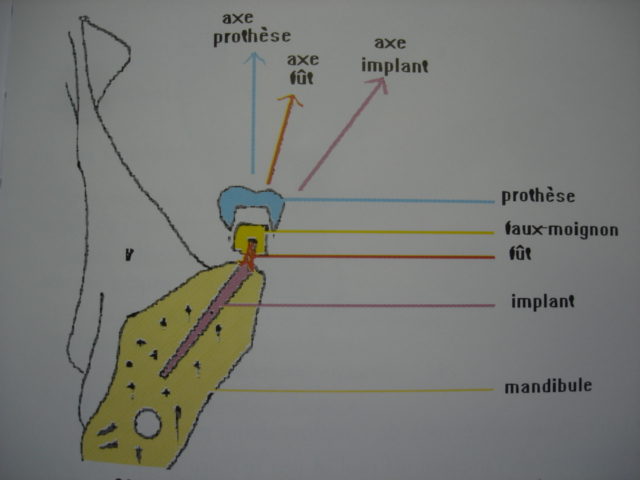 axe
prothèse
axe
fût
axe
implant
prothèse
faux-moignon
fût
implant
mandibule